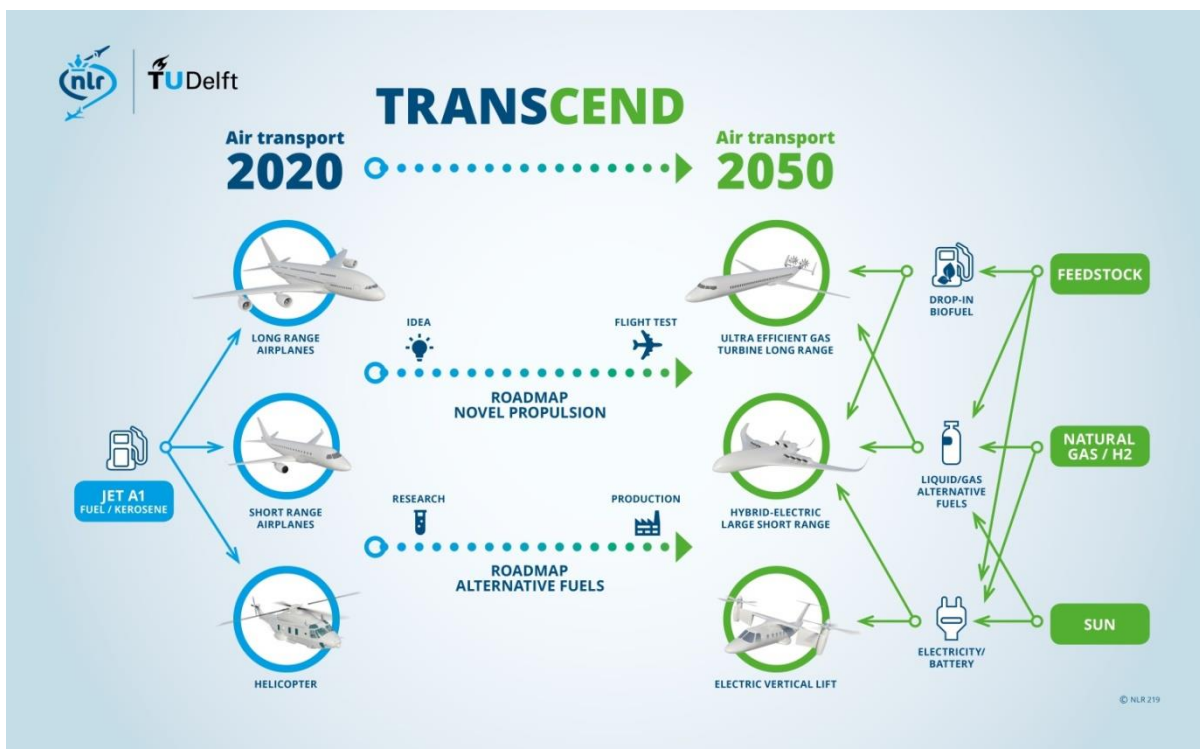 nlr
TUDelft
TRANSCEND
Air transport
2020
Air transport
2050
LONG RANGE
AIRPLANES
IDEA
FLIGHT TEST
ROADMAP
NOVEL PROPULSION
ULTRA EFFICIENT GAS
TURBINE LONG RANGE
DROP-IN
BIOFUEL
FEEDSTOCK
JET A1
FUEL / KEROSENE
SHORT RANGE
AIRPLANES
RESEARCH
PRODUCTION
ROADMAP
ALTERNATIVE FUELS
HYBRID-ELECTRIC
LARGE SHORT RANGE
LIQUID/GAS
ALTERNATIVE
FUELS
NATURAL
GAS / H2
HELICOPTER
ELECTRIC VERTICAL LIFT
ELECTRICITY/
BATTERY
SUN
© NLR 219